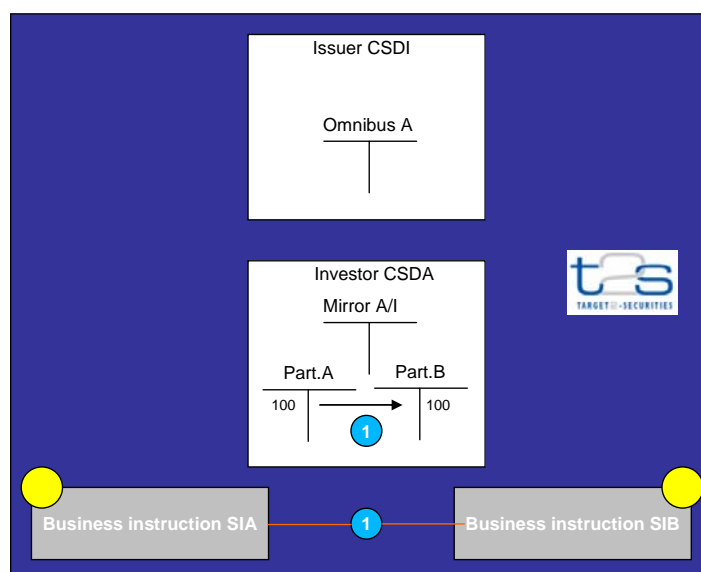 Issuer CSDI
Omnibus A
t2s
TARGET2-SECURITIES
Investor CSDA
Mirror A/I
Part.A
Part.B
100
100
1
Business instruction SIA
1
Business instruction SIB